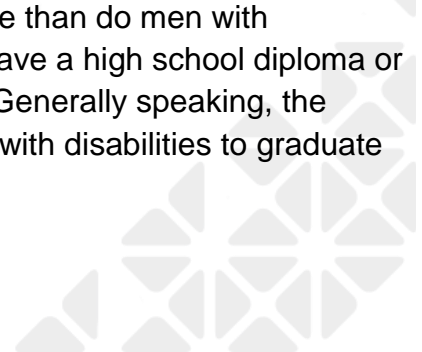 e than do men with
ave a high school diploma or
Generally speaking, the
with disabilities to graduate